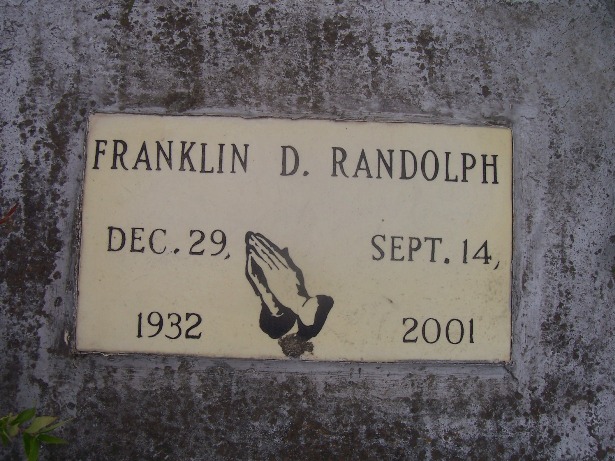 FRANKLIN D. RANDOLPH
DEC. 29, SEPT. 14,
1932 2001